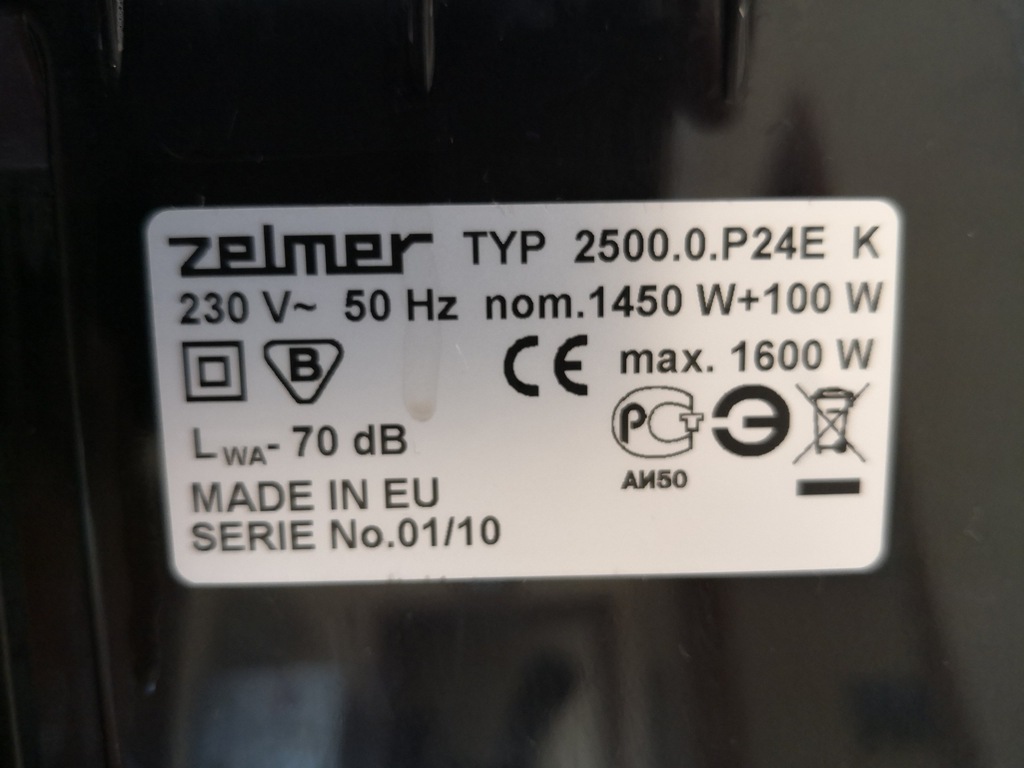 zelmer TYP 2500.0.P24E K
230 V~ 50 Hz nom.1450 W+100 W
B CE max. 1600 W
PCT
LWA- 70 dB
АИ50
MADE IN EU
SERIE No.01/10